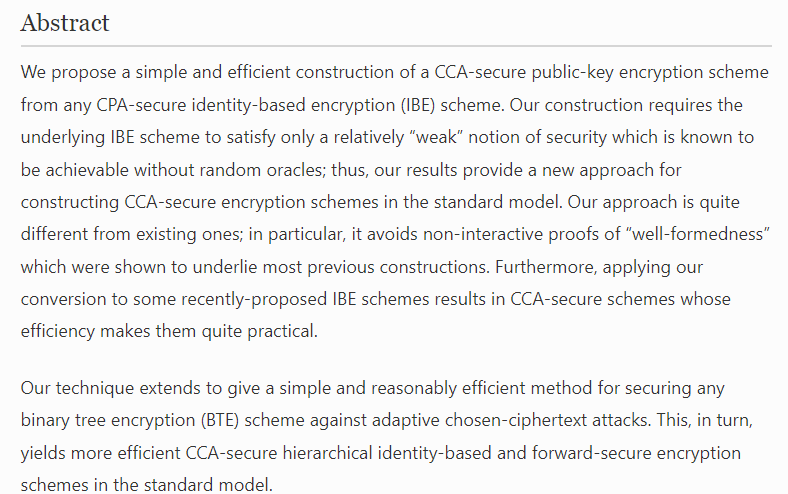 Abstract
We propose a simple and efficient construction of a CCA-secure public-key encryption scheme
from any CPA-secure identity-based encryption (IBE) scheme. Our construction requires the
underlying IBE scheme to satisfy only a relatively “weak” notion of security which is known to
be achievable without random oracles; thus, our results provide a new approach for
constructing CCA-secure encryption schemes in the standard model. Our approach is quite
different from existing ones; in particular, it avoids non-interactive proofs of “well-formedness”
which were shown to underlie most previous constructions. Furthermore, applying our
conversion to some recently-proposed IBE schemes results in CCA-secure schemes whose
efficiency makes them quite practical.
Our technique extends to give a simple and reasonably efficient method for securing any
binary tree encryption (BTE) scheme against adaptive chosen-ciphertext attacks. This, in turn,
yields more efficient CCA-secure hierarchical identity-based and forward-secure encryption
schemes in the standard model.